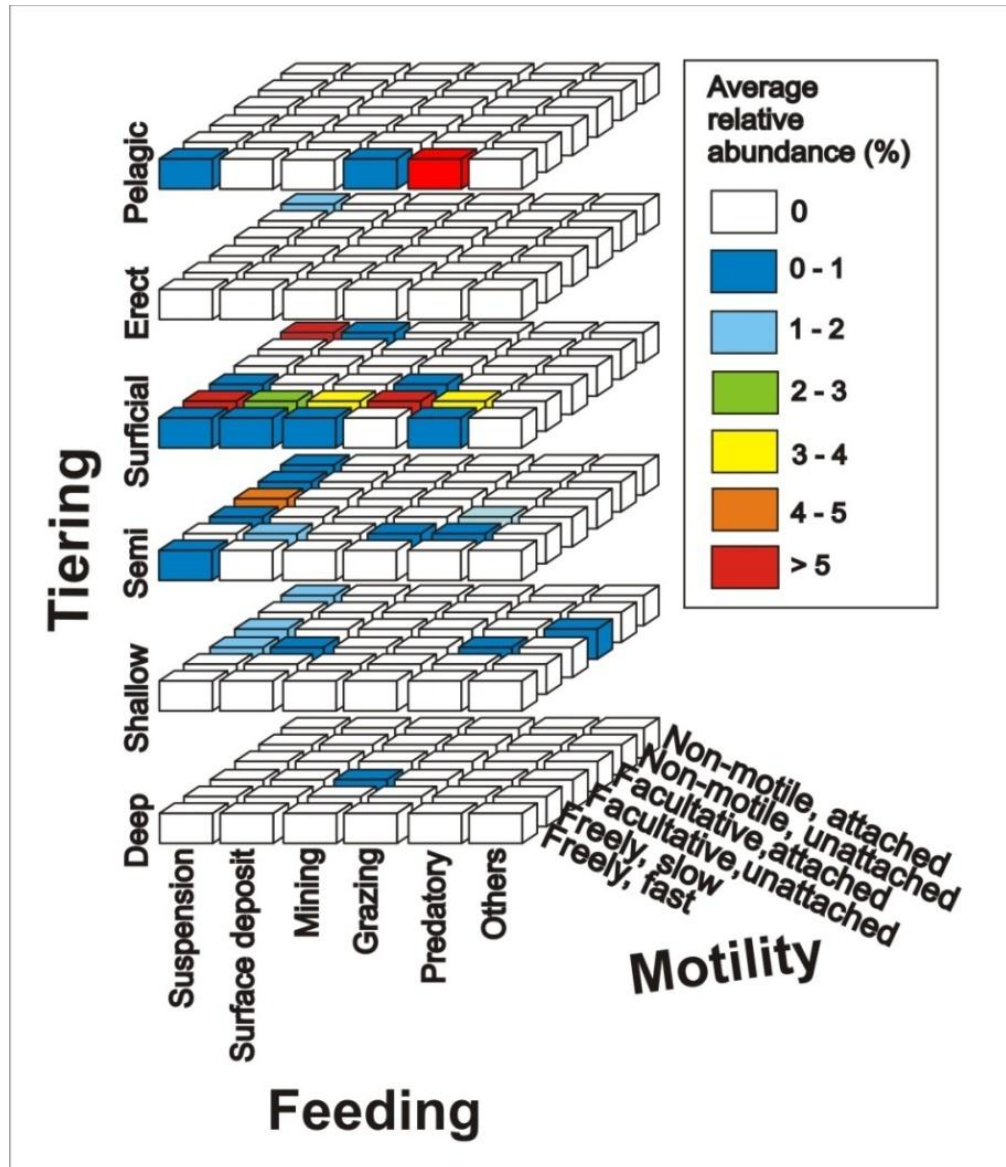 Average
relative
abundance (%)
0
0 - 1
1 - 2
2 - 3
3 - 4
4 - 5
> 5
Tiering
Pelagic
Erect
Surficial
Semi
Shallow
Deep
Suspension
Surface deposit
Mining
Grazing
Predatory
Others
Non-motile, attached
Non-motile, unattached
Facultative,attached
Facultative,unattached
Freely, slow
Freely, fast
Motility
Feeding